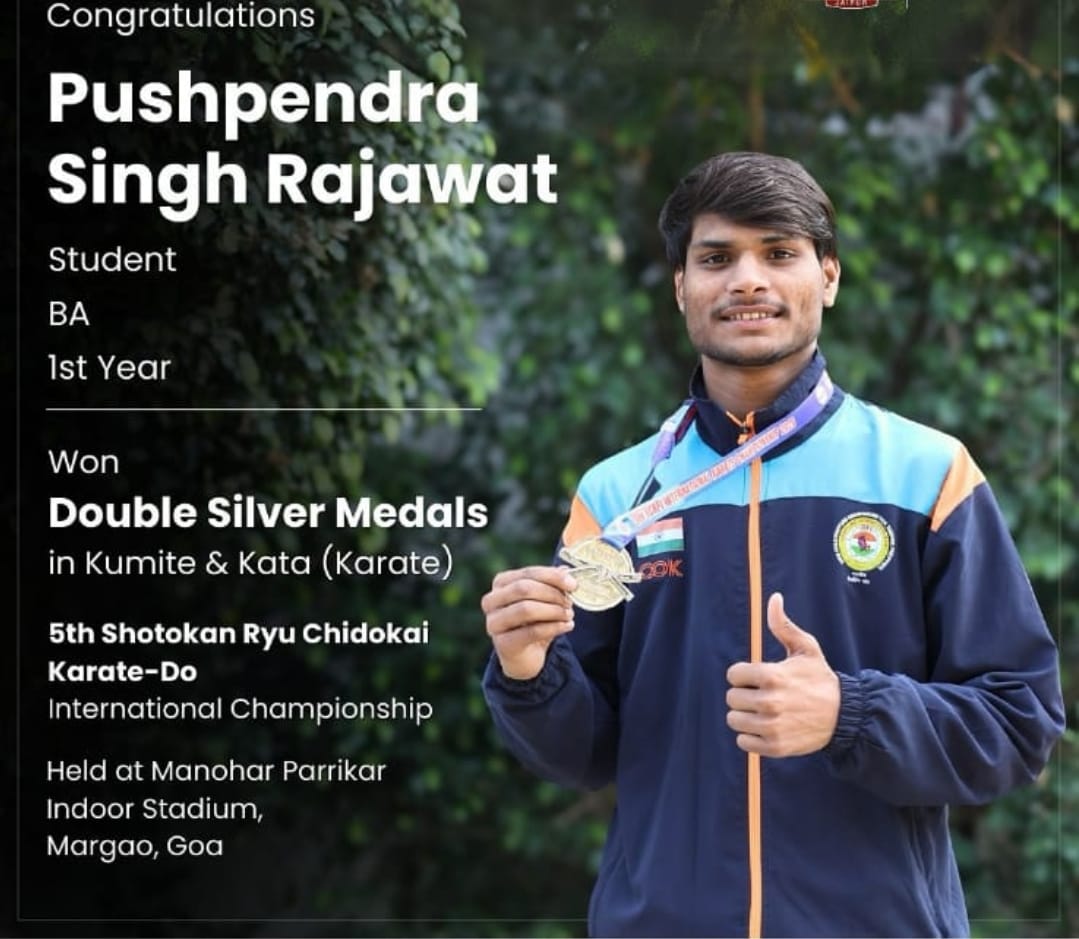 JAIPUR
Congratulations
Pushpendra
Singh Rajawat
Student
BA
1st Year
Won
Double Silver Medals
in Kumite & Kata (Karate)
5th Shotokan Ryu Chidokai
Karate-Do
International Championship
Held at Manohar Parrikar
Indoor Stadium,
Margao, Goa